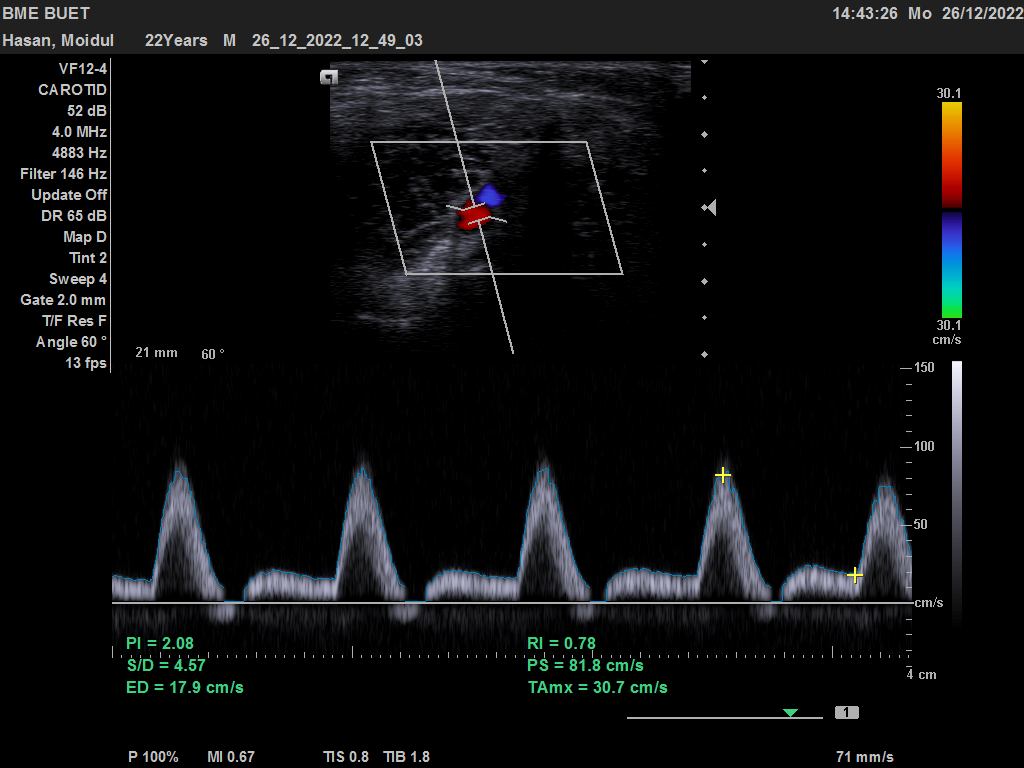 BME BUET
14:43:26 Mo 26/12/2022
Hasan, Moidul 22Years M 26_12_2022_12_49_03
VF12-4
CAROTID
52 dB
4.0 MHz
4883 Hz
Filter 146 Hz
Update Off
DR 65 dB
Map D
Tint 2
Sweep 4
Gate 2.0 mm
T/F Res F
Angle 60 °
13 fps
21 mm 60 °
30.1
30.1
cm/s
150
100
50
cm/s
4 cm
PI = 2.08
S/D = 4.57
ED = 17.9 cm/s
RI = 0.78
PS = 81.8 cm/s
TAmx = 30.7 cm/s
1
P 100% MI 0.67 TIS 0.8 TIB 1.8
71 mm/s